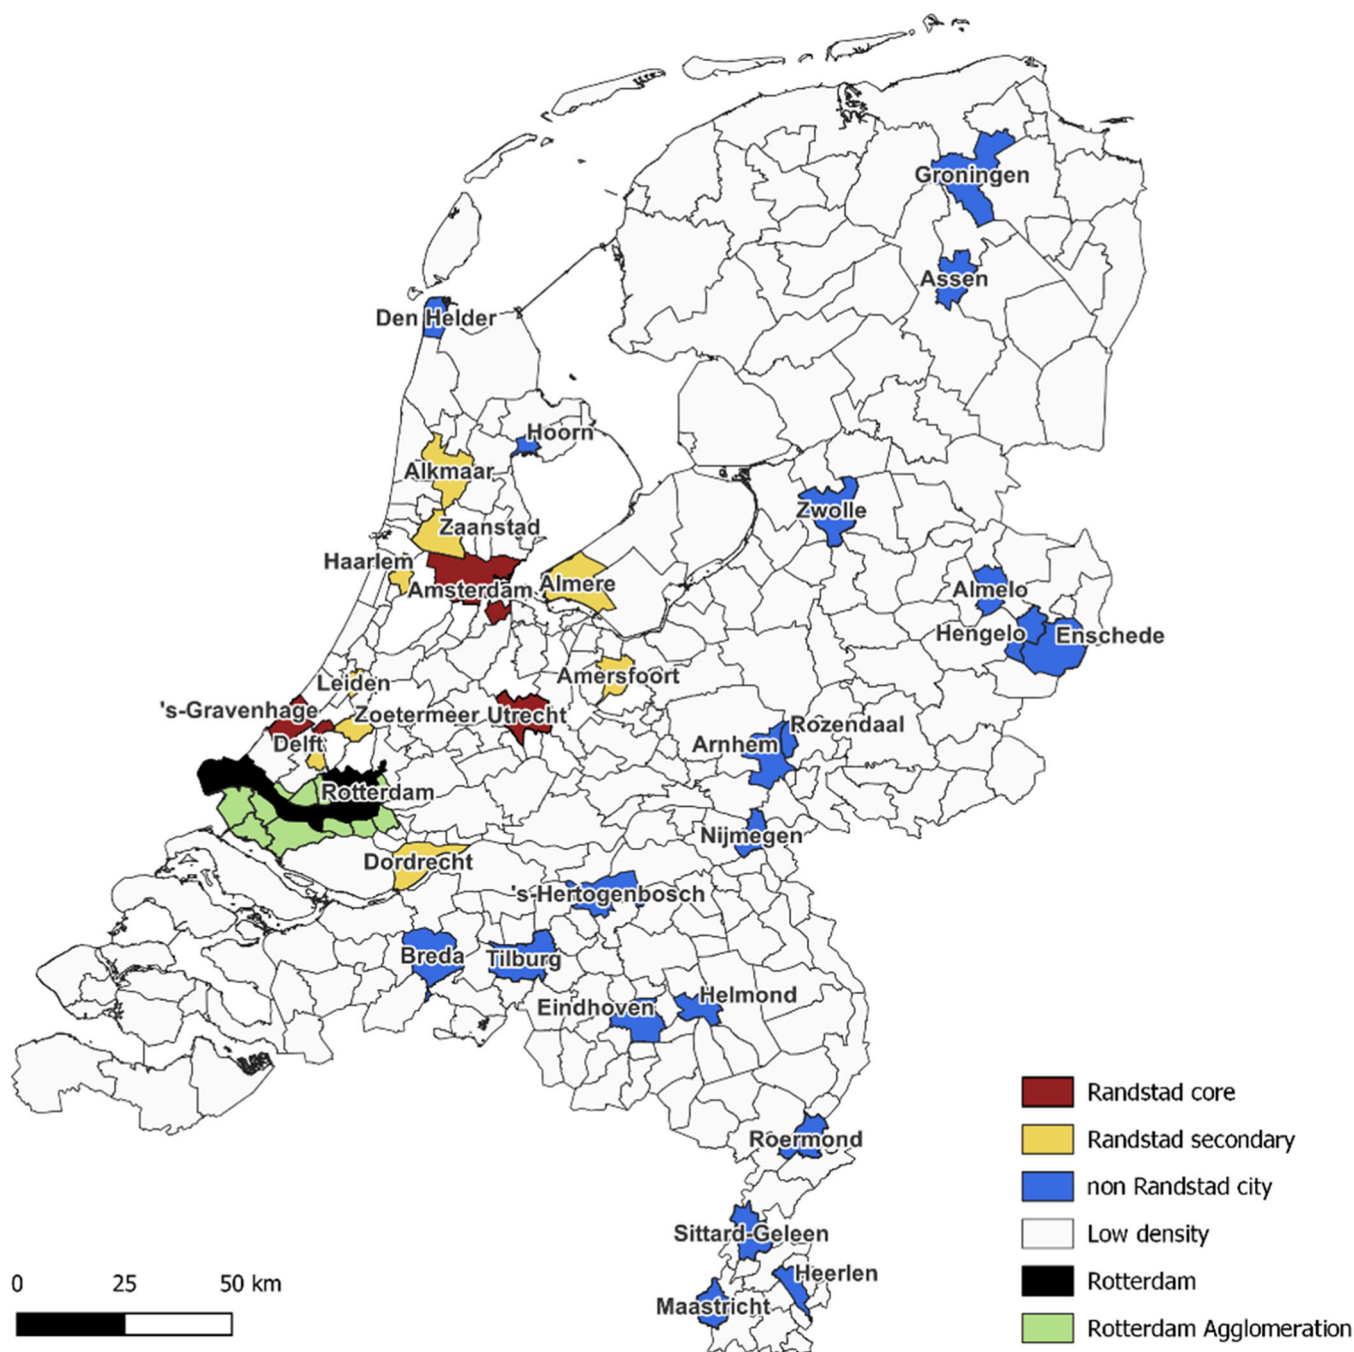 Groningen
Assen
Den Helder
Hoorn
Alkmaar
Zwolle
Zaanstad
Haarlem
Amsterdam
Almere
Almelo
Hengelo
Enschede
Amersfoort
Leiden
's-Gravenhage
Zoetermeer
Utrecht
Rozendaal
Delft
Arnhem
Rotterdam
Nijmegen
Dordrecht
's-Hertogenbosch
Breda
Tilburg
Helmond
Eindhoven
Roermond
Sittard-Geleen
Heerlen
Maastricht
0 25 50 km
Randstad core
Randstad secondary
non Randstad city
Low density
Rotterdam
Rotterdam Agglomeration